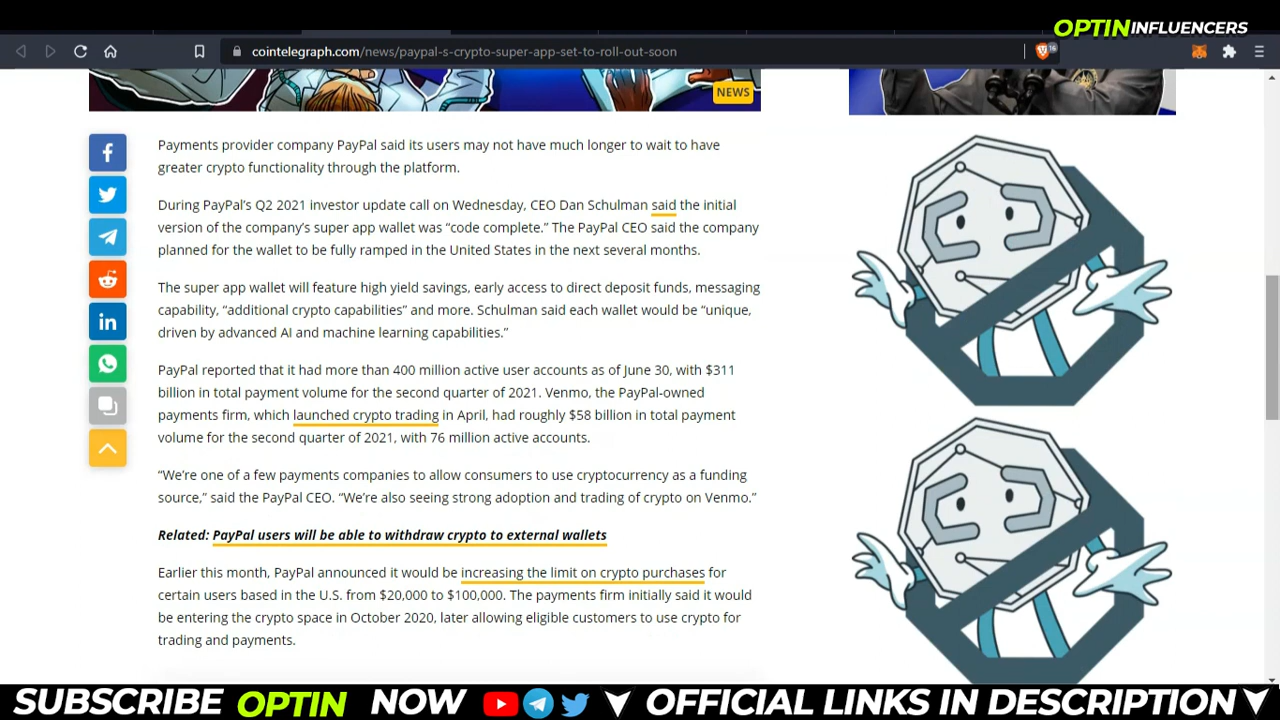 OPTIN INFLUENCERS
cointelegraph.com/news/paypal-s-crypto-super-app-set-to-roll-out-soon
16
NEWS
Payments provider company PayPal said its users may not have much longer to wait to have
greater crypto functionality through the platform.
During PayPal's Q2 2021 investor update call on Wednesday, CEO Dan Schulman said the initial
version of the company's super app wallet was “code complete.” The PayPal CEO said the company
planned for the wallet to be fully ramped in the United States in the next several months.
The super app wallet will feature high yield savings, early access to direct deposit funds, messaging
capability, “additional crypto capabilities” and more. Schulman said each wallet would be “unique,
driven by advanced AI and machine learning capabilities.”
PayPal reported that it had more than 400 million active user accounts as of June 30, with $311
billion in total payment volume for the second quarter of 2021. Venmo, the PayPal-owned
payments firm, which launched crypto trading in April, had roughly $58 billion in total payment
volume for the second quarter of 2021, with 76 million active accounts.
“We're one of a few payments companies to allow consumers to use cryptocurrency as a funding
source,” said the PayPal CEO. “We're also seeing strong adoption and trading of crypto on Venmo.”
Related: PayPal users will be able to withdraw crypto to external wallets
Earlier this month, PayPal announced it would be increasing the limit on crypto purchases for
certain users based in the U.S. from $20,000 to $100,000. The payments firm initially said it would
be entering the crypto space in October 2020, later allowing eligible customers to use crypto for
trading and payments.
SUBSCRIBE OPTIN NOW OFFICIAL LINKS IN DESCRIPTION